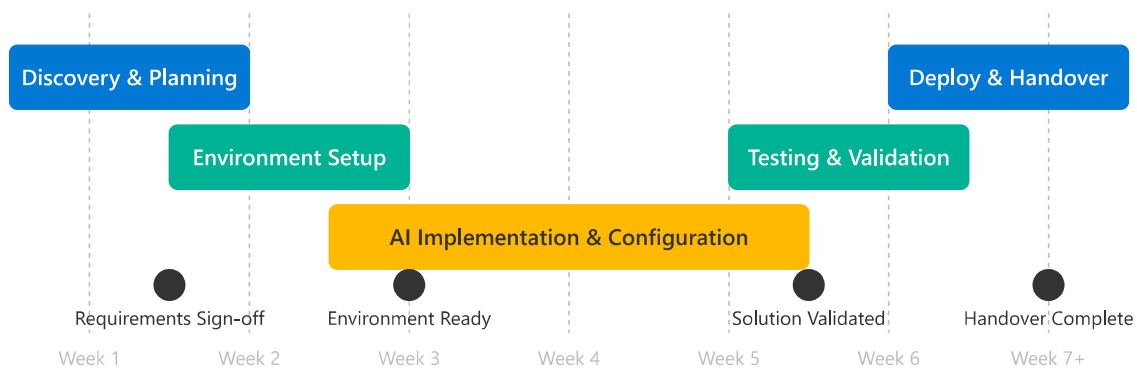 Discovery & Planning
Deploy & Handover
Environment Setup
Testing & Validation
AI Implementation & Configuration
Requirements Sign-off
Environment Ready
Solution Validated
Handover Complete
Week 1
Week 2
Week 3
Week 4
Week 5
Week 6
Week 7+